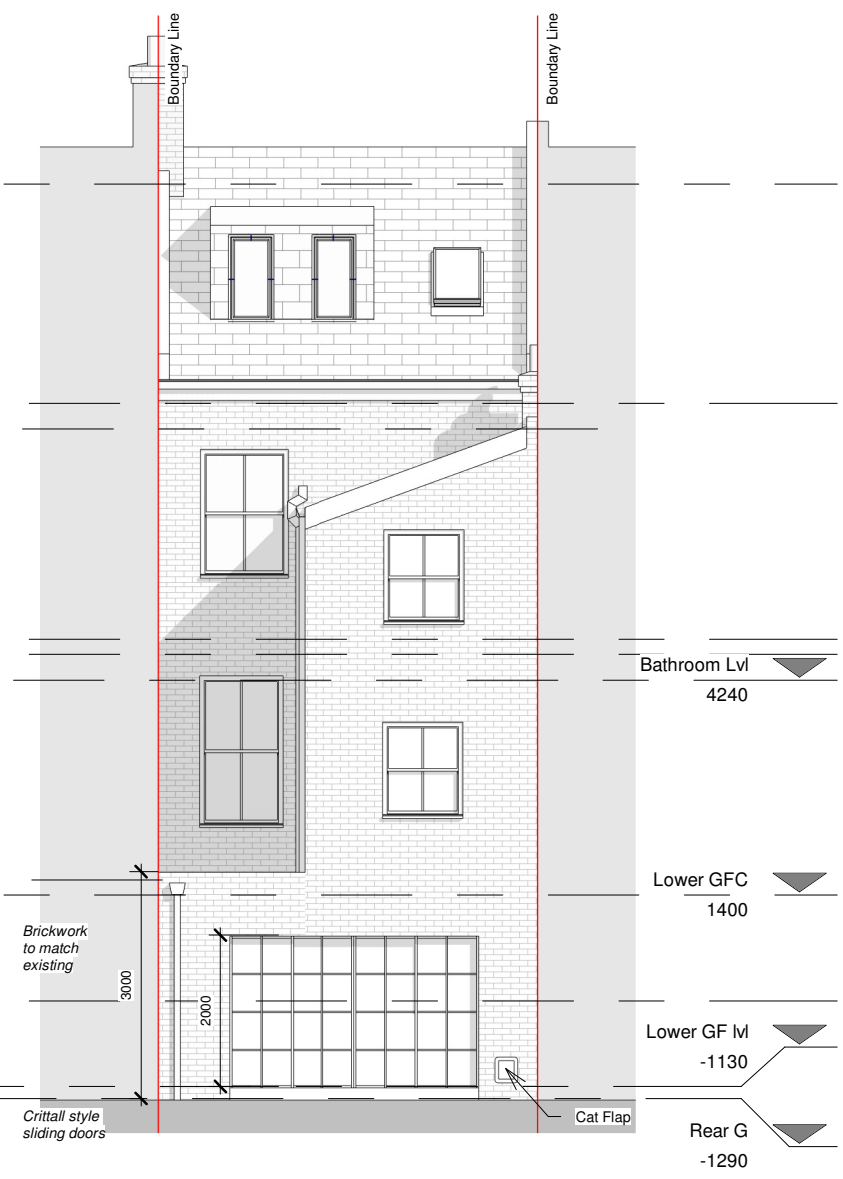 Boundary Line
Boundary Line
Bathroom Lvl
4240
Lower GFC
1400
Brickwork
to match
existing
3000
2000
Lower GF lvl
-1130
Crittall style
sliding doors
Cat Flap
Rear G
-1290